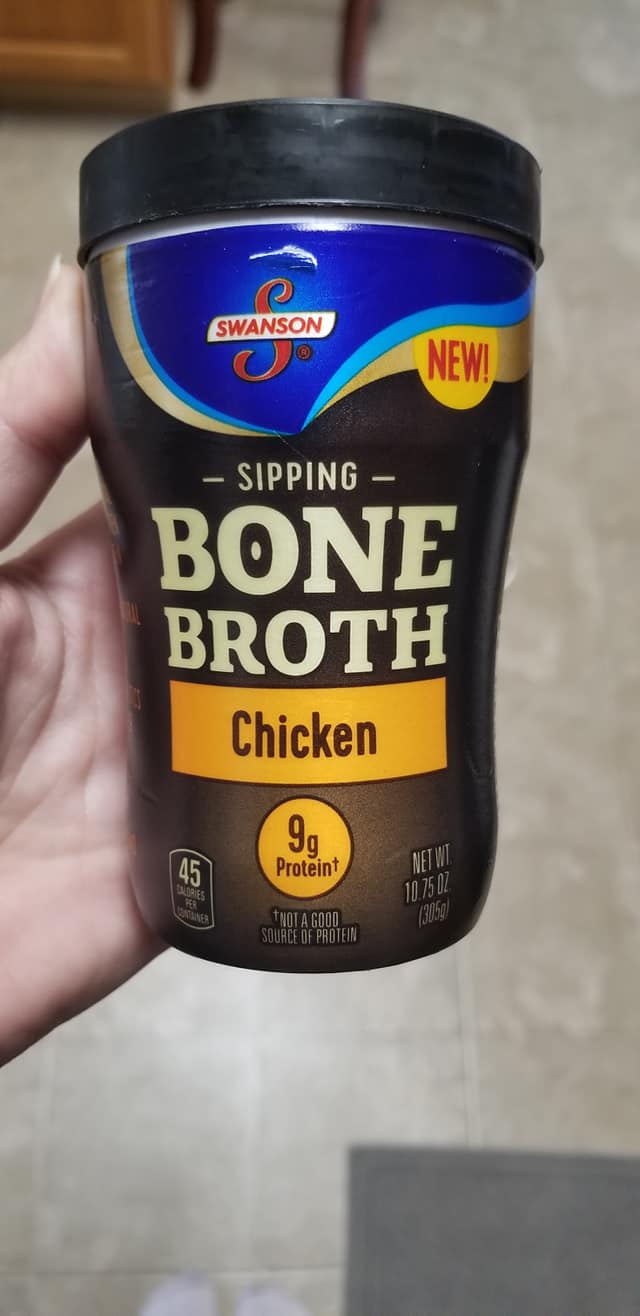 SWANSON
®
NEW!
– SIPPING –
BONE
BROTH
Chicken
9g
Protein†
45
CALORIES
PER
CONTAINER
†NOT A GOOD
SOURCE OF PROTEIN
NET WT.
10.75 OZ.
(305g)